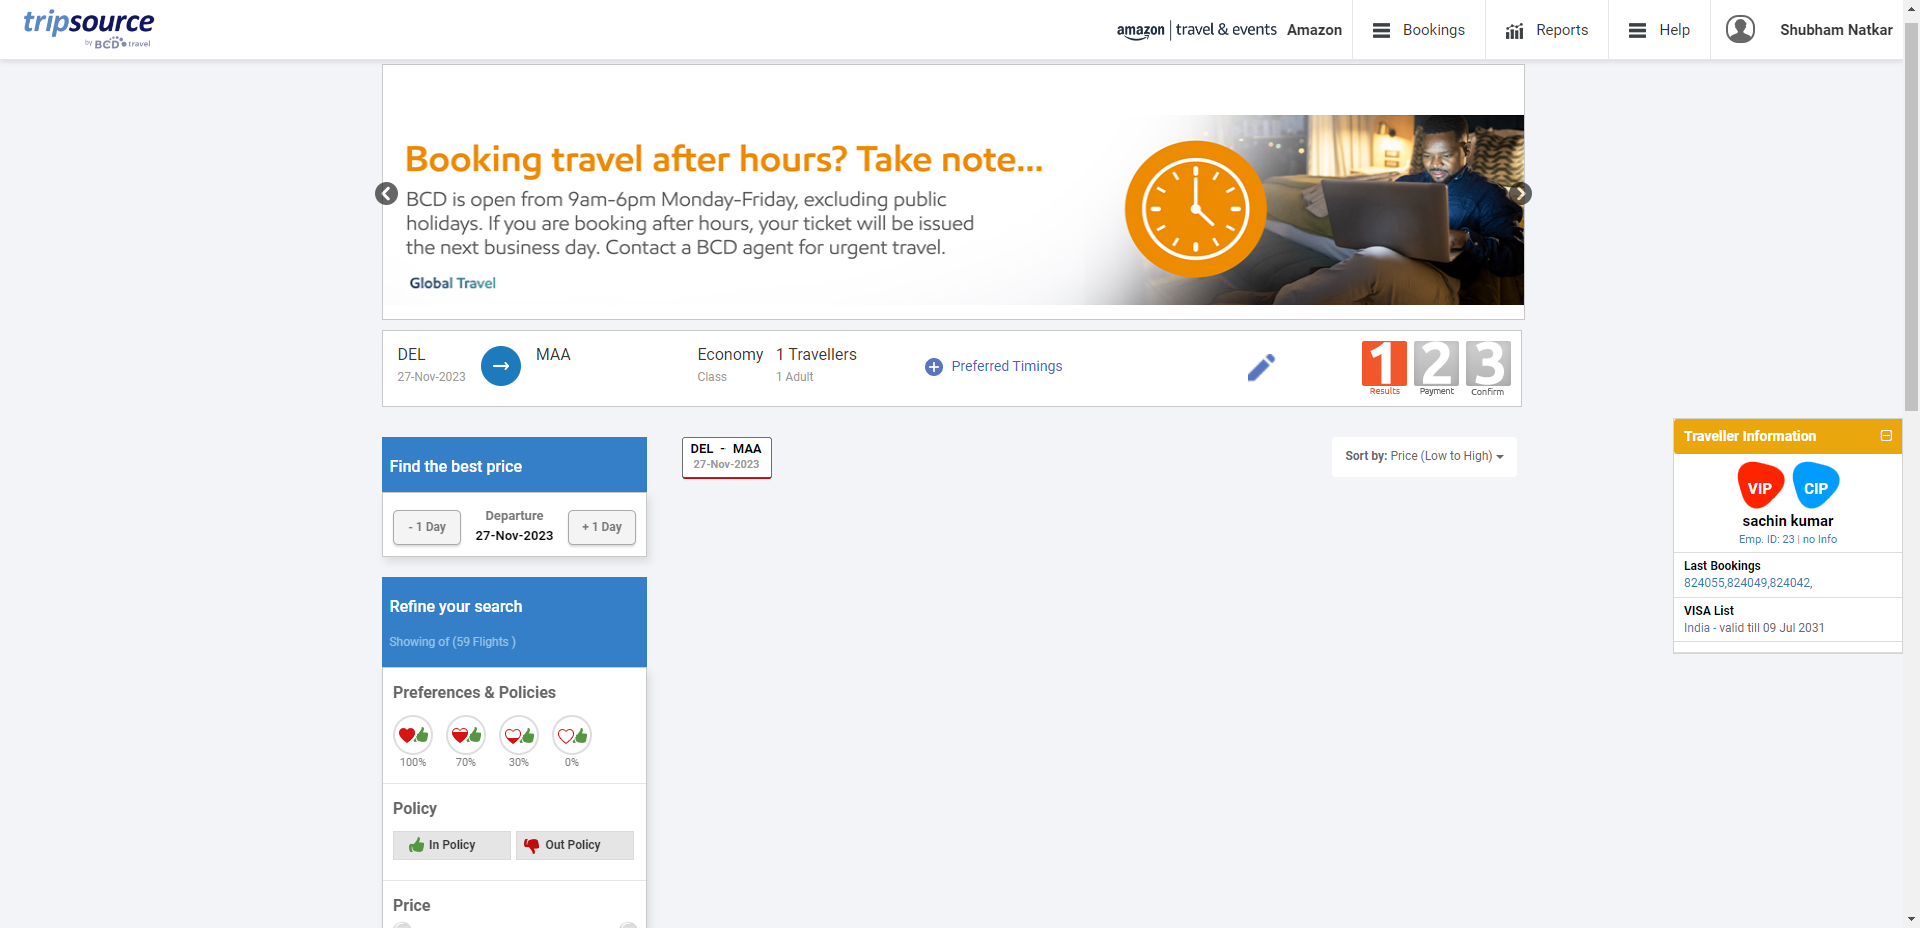 tripsource
by BCD travel
amazon | travel & events Amazon
Bookings
Reports
Help
Shubham Natkar
Booking travel after hours? Take note...
BCD is open from 9am-6pm Monday-Friday, excluding public
holidays. If you are booking after hours, your ticket will be issued
the next business day. Contact a BCD agent for urgent travel.
Global Travel
DEL
27-Nov-2023
MAA
Economy
Class
1 Travellers
1 Adult
Preferred Timings
1
Results
2
Payment
3
Confirm
Find the best price
- 1 Day
Departure
27-Nov-2023
+ 1 Day
DEL - MAA
27-Nov-2023
Sort by: Price (Low to High)
Refine your search
Showing of (59 Flights )
Preferences & Policies
100%
70%
30%
0%
Policy
In Policy
Out Policy
Price
Traveller Information
VIP
CIP
sachin kumar
Emp. ID: 23 | no Info
Last Bookings
824055,824049,824042,
VISA List
India - valid till 09 Jul 2031